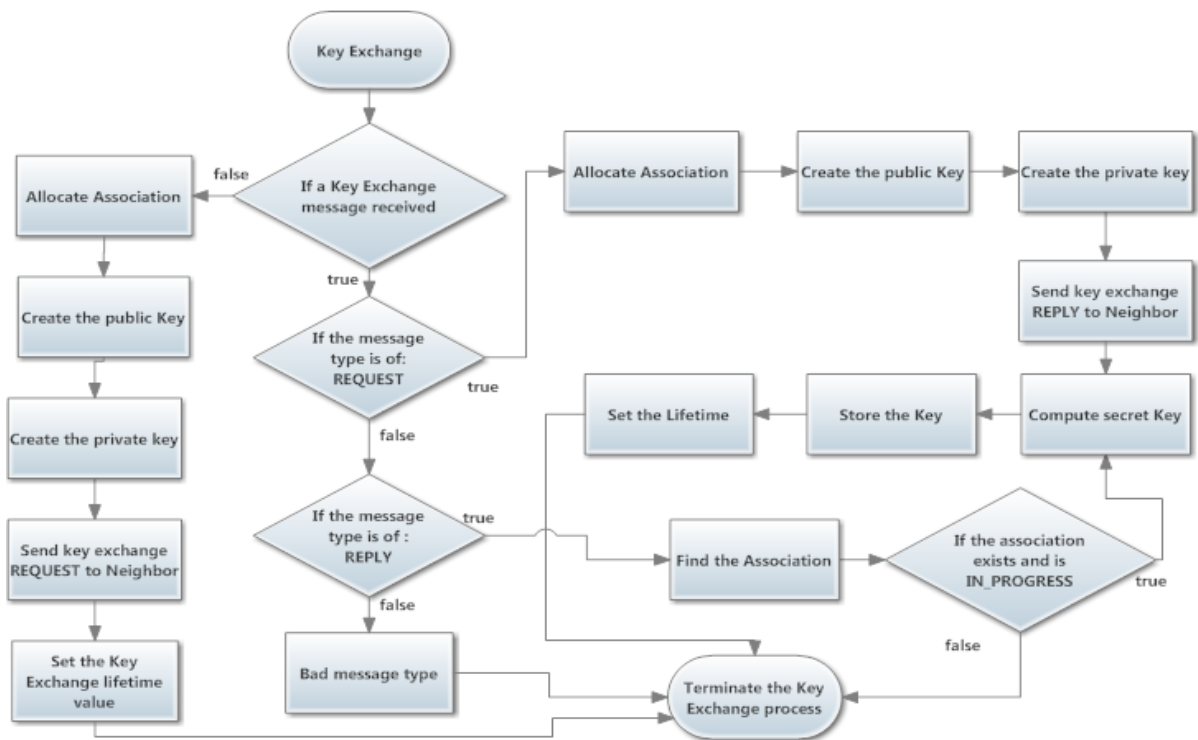 Key Exchange
If a Key Exchange
message received
false
true
Allocate Association
Create the public Key
Create the private key
Send key exchange
REQUEST to Neighbor
Set the Key
Exchange lifetime
value
If the message
type is of:
REQUEST
true
false
Allocate Association
Create the public Key
Create the private key
Send key exchange
REPLY to Neighbor
Compute secret Key
Store the Key
Set the Lifetime
If the message
type is of :
REPLY
true
false
Find the Association
If the association
exists and is
IN_PROGRESS
true
false
Bad message type
Terminate the Key
Exchange process